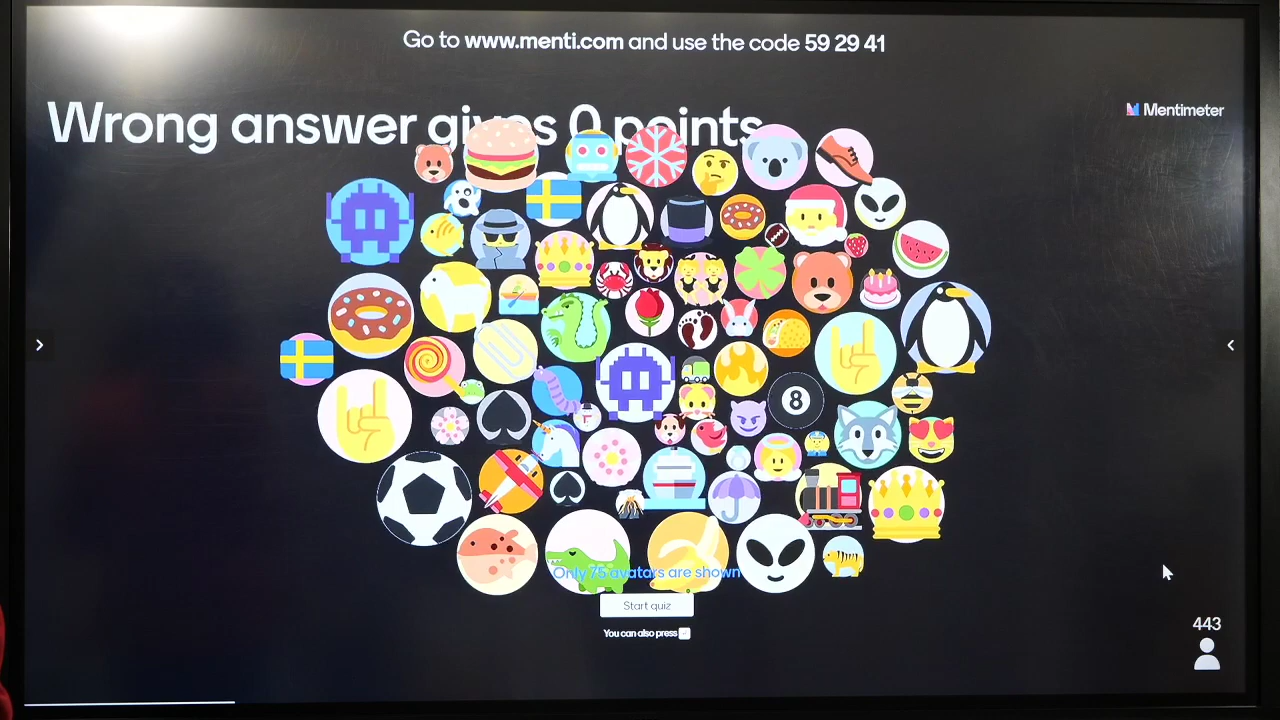 Go to www.menti.com and use the code 59 29 41
Wrong answer gives 0 points
Mentimeter
8
Only 75 avatars are shown
Start quiz
You can also press
443